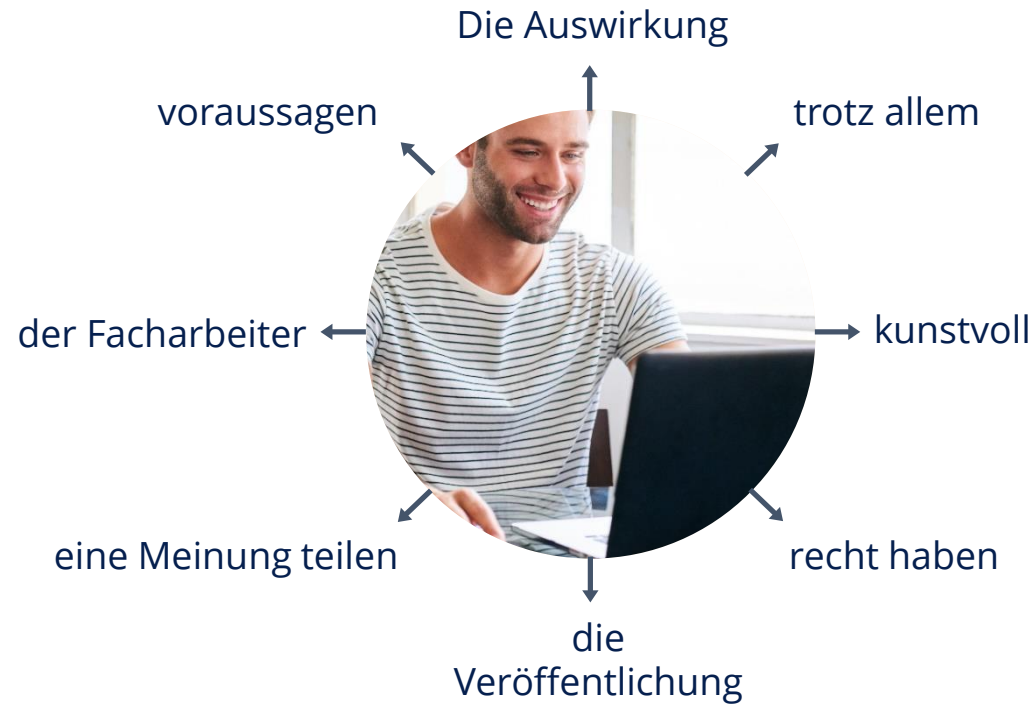 Die Auswirkung
voraussagen
trotz allem
der Facharbeiter
kunstvoll
eine Meinung teilen
recht haben
die
Veröffentlichung